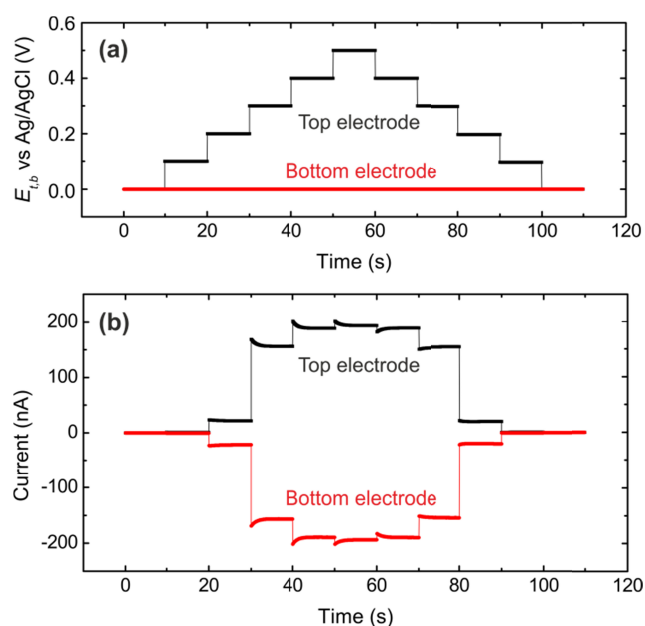 (a)
E_{t,b} vs Ag/AgCl (V)
0.6
0.4
0.2
0.0
Top electrode
Bottom electrode
0 20 40 60 80 100 120
Time (s)
(b)
Current (nA)
200
100
0
-100
-200
Top electrode
Bottom electrode
0 20 40 60 80 100 120
Time (s)